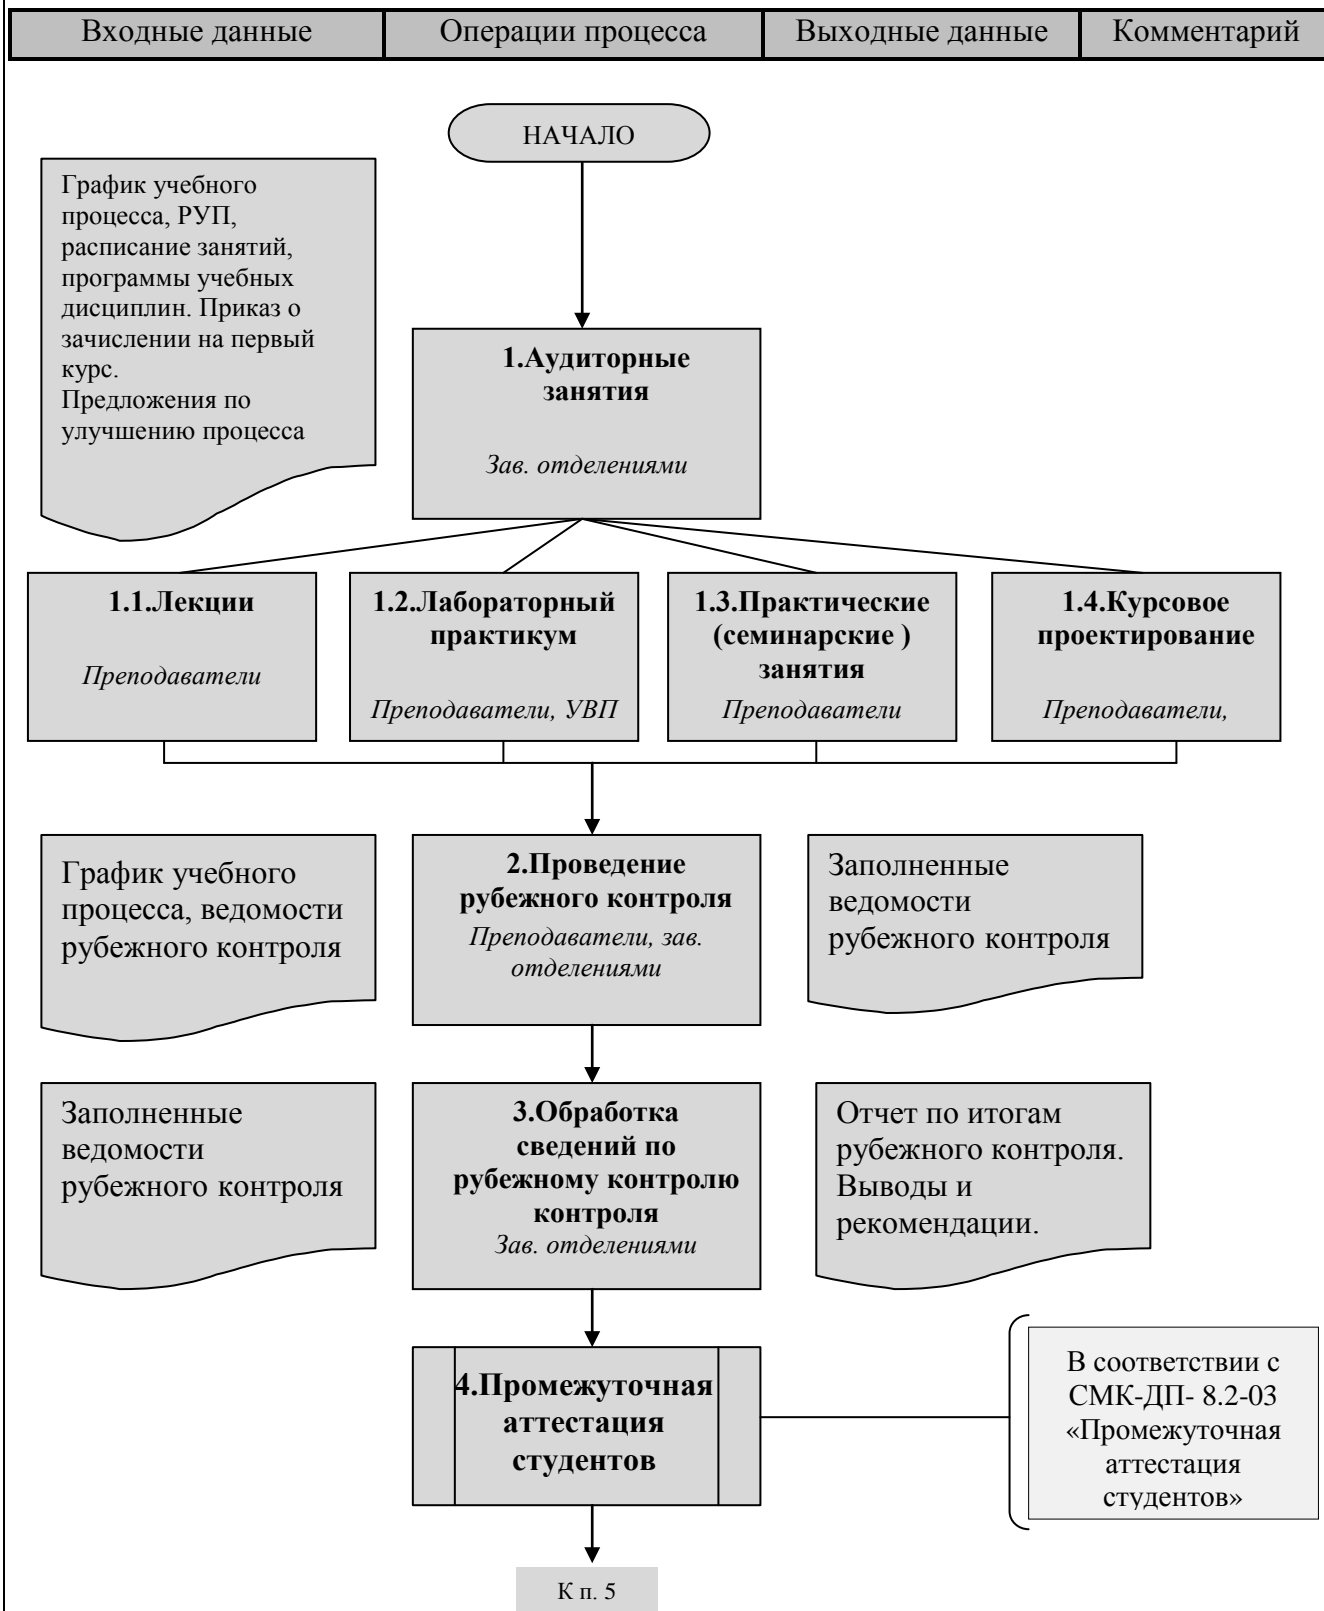 Входные данные
Операции процесса
Выходные данные
Комментарий
НАЧАЛО
График учебного
процесса, РУП,
расписание занятий,
программы учебных
дисциплин. Приказ о
зачислении на первый
курс.
Предложения по
улучшению процесса
1.Аудиторные
занятия
Зав. отделениями
1.1.Лекции
Преподаватели
1.2.Лабораторный
практикум
Преподаватели, УВП
1.3.Практические
(семинарские )
занятия
Преподаватели
1.4.Курсовое
проектирование
Преподаватели,
График учебного
процесса, ведомости
рубежного контроля
2.Проведение
рубежного контроля
Преподаватели, зав.
отделениями
Заполненные
ведомости
рубежного контроля
Заполненные
ведомости
рубежного контроля
3.Обработка
сведений по
рубежному контролю
контроля
Зав. отделениями
Отчет по итогам
рубежного контроля.
Выводы и
рекомендации.
4.Промежуточная
аттестация
студентов
В соответствии с
СМК-ДП- 8.2-03
«Промежуточная
аттестация
студентов»
К п. 5